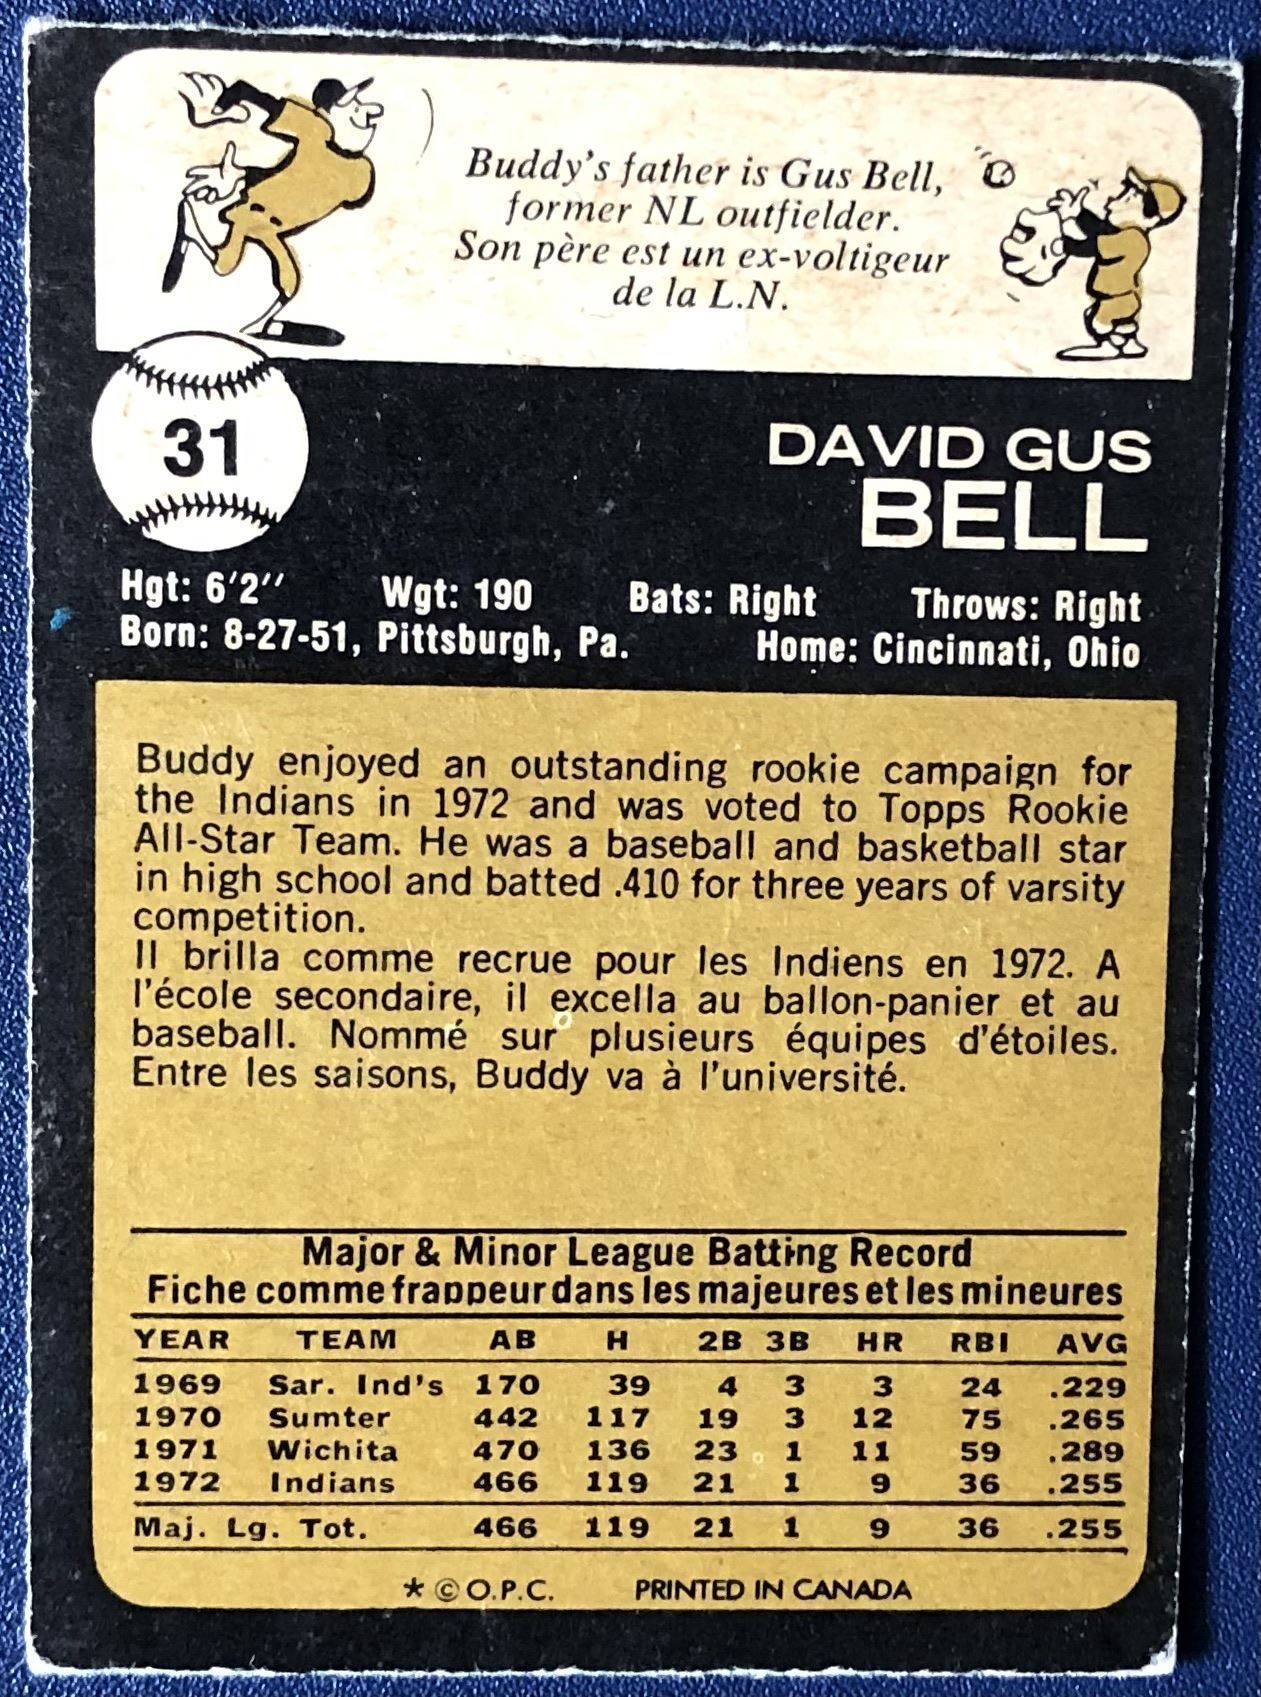 Buddy's father is Gus Bell,
former NL outfielder.
Son père est un ex-voltigeur
de la L.N.
31
DAVID GUS
BELL
Hgt: 6'2'' Wgt: 190 Bats: Right Throws: Right
Born: 8-27-51, Pittsburgh, Pa. Home: Cincinnati, Ohio
Buddy enjoyed an outstanding rookie campaign for
the Indians in 1972 and was voted to Topps Rookie
All-Star Team. He was a baseball and basketball star
in high school and batted .410 for three years of varsity
competition.
Il brilla comme recrue pour les Indiens en 1972. A
l'école secondaire, il excella au ballon-panier et au
baseball. Nommé sur plusieurs équipes d'étoiles.
Entre les saisons, Buddy va à l'université.
Major & Minor League Batting Record
Fiche comme frappeur dans les majeures et les mineures
YEAR TEAM AB H 2B 3B HR RBI AVG
1969 Sar. Ind's 170 39 4 3 3 24 .229
1970 Sumter 442 117 19 3 12 75 .265
1971 Wichita 470 136 23 1 11 59 .289
1972 Indians 466 119 21 1 9 36 .255
Maj. Lg. Tot. 466 119 21 1 9 36 .255
* © O.P.C. PRINTED IN CANADA